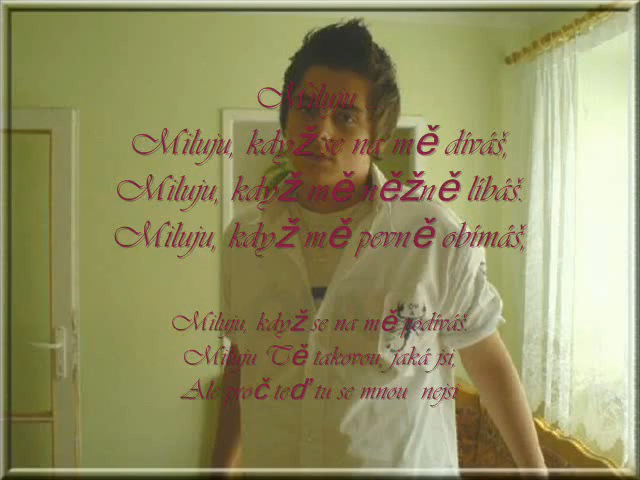 Miluju
Miluju, když se na mě díváš,
Miluju, když mě něžně líbáš.
Miluju, když mě pevně obímáš,
Miluju, když se na mě podíváš.
Miluju Tě takovou, jaká jsi,
Ale proč teď tu se mnou nejsi